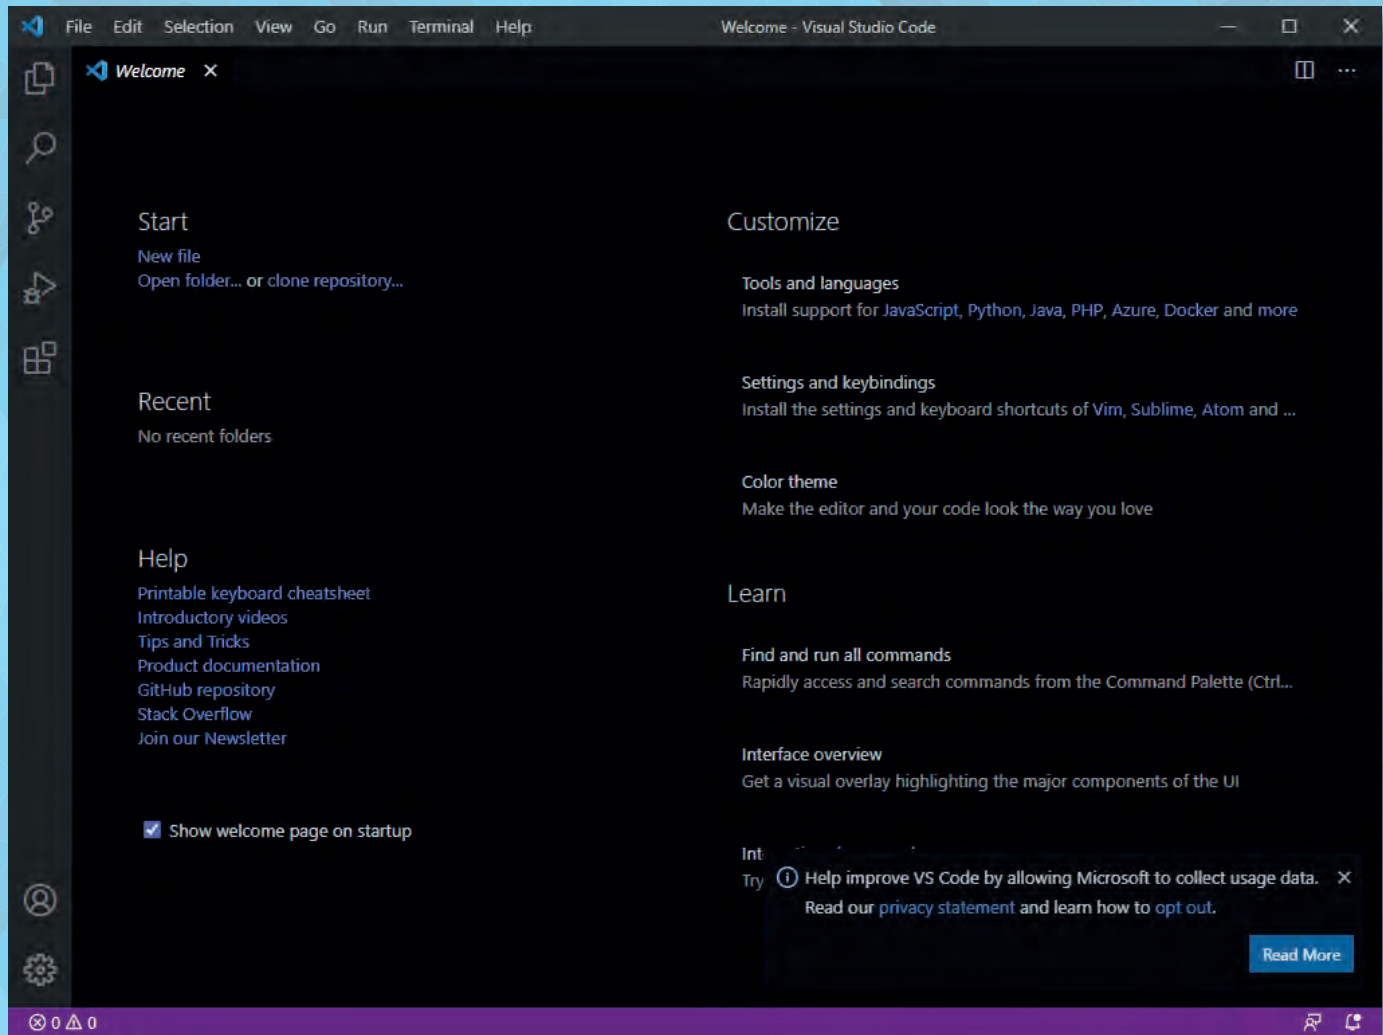 File Edit Selection View Go Run Terminal Help
Welcome - Visual Studio Code
Welcome
Start
New file
Open folder... or clone repository...
Recent
No recent folders
Help
Printable keyboard cheatsheet
Introductory videos
Tips and Tricks
Product documentation
GitHub repository
Stack Overflow
Join our Newsletter
Show welcome page on startup
Customize
Tools and languages
Install support for JavaScript, Python, Java, PHP, Azure, Docker and more
Settings and keybindings
Install the settings and keyboard shortcuts of Vim, Sublime, Atom and ...
Color theme
Make the editor and your code look the way you love
Learn
Find and run all commands
Rapidly access and search commands from the Command Palette (Ctrl...
Interface overview
Get a visual overlay highlighting the major components of the UI
Try
Help improve VS Code by allowing Microsoft to collect usage data.
Read our privacy statement and learn how to opt out.
Read More
0 0